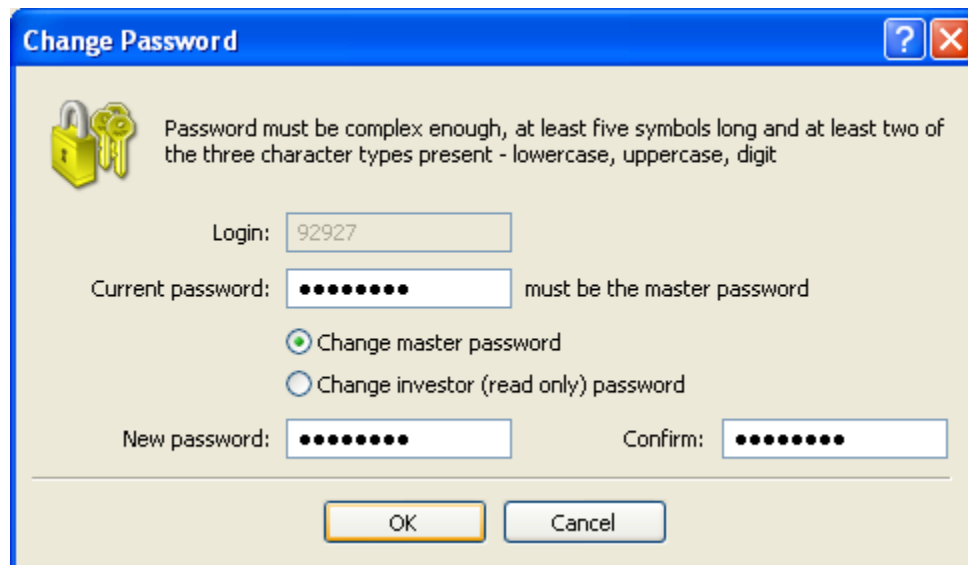 Change Password
Password must be complex enough, at least five symbols long and at least two of
the three character types present - lowercase, uppercase, digit
Login: 92927
Current password: ●●●●●●●● must be the master password
Change master password
Change investor (read only) password
New password: ●●●●●●●● Confirm: ●●●●●●●●
OK Cancel